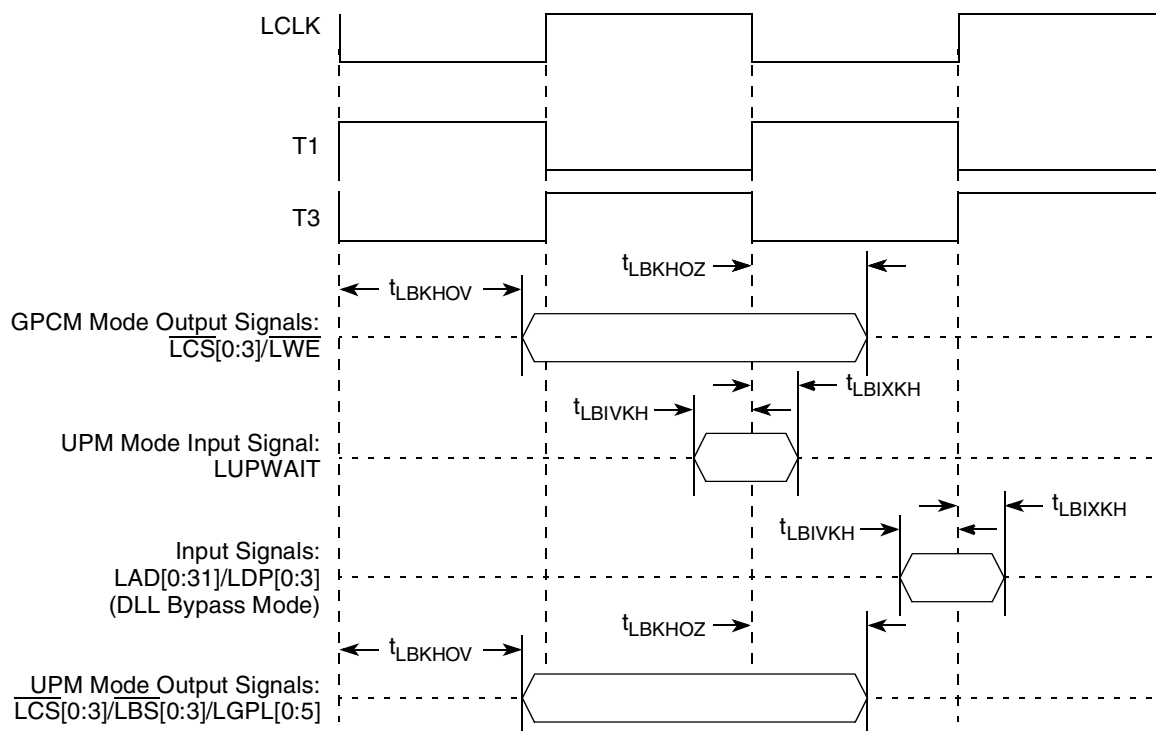 LCLK
T1
T3
tLBKHOZ
tLBKHOV
GPCM Mode Output Signals:
LCS[0:3]/LWE
tLBIXKH
tLBIVKH
UPM Mode Input Signal:
LUPWAIT
tLBIXKH
tLBIVKH
Input Signals:
LAD[0:31]/LDP[0:3]
(DLL Bypass Mode)
tLBKHOZ
tLBKHOV
UPM Mode Output Signals:
LCS[0:3]/LBS[0:3]/LGPL[0:5]